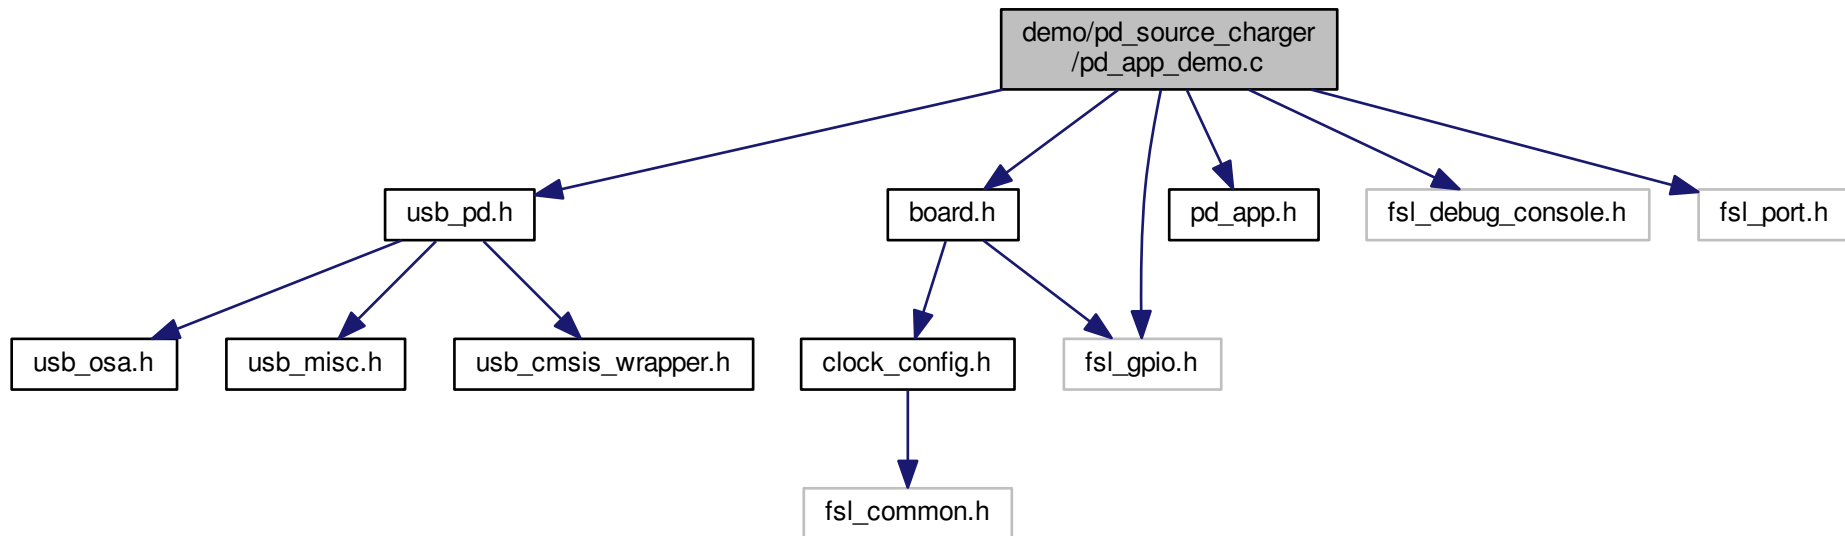 demo/pd_source_charger
/pd_app_demo.c
usb_pd.h
board.h
pd_app.h
fsl_debug_console.h
fsl_port.h
usb_osa.h
usb_misc.h
usb_cmsis_wrapper.h
clock_config.h
fsl_gpio.h
fsl_common.h